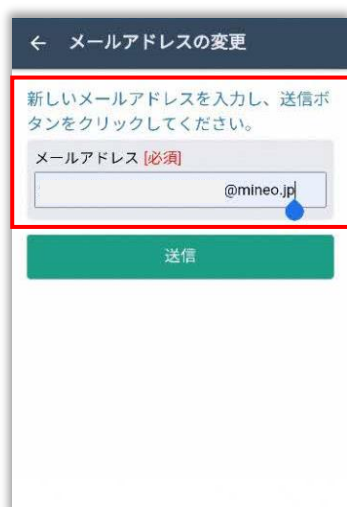 ← メールアドレスの変更
新しいメールアドレスを入力し、送信ボ
タンをクリックしてください。
メールアドレス [必須]
@mineo.jp
送信